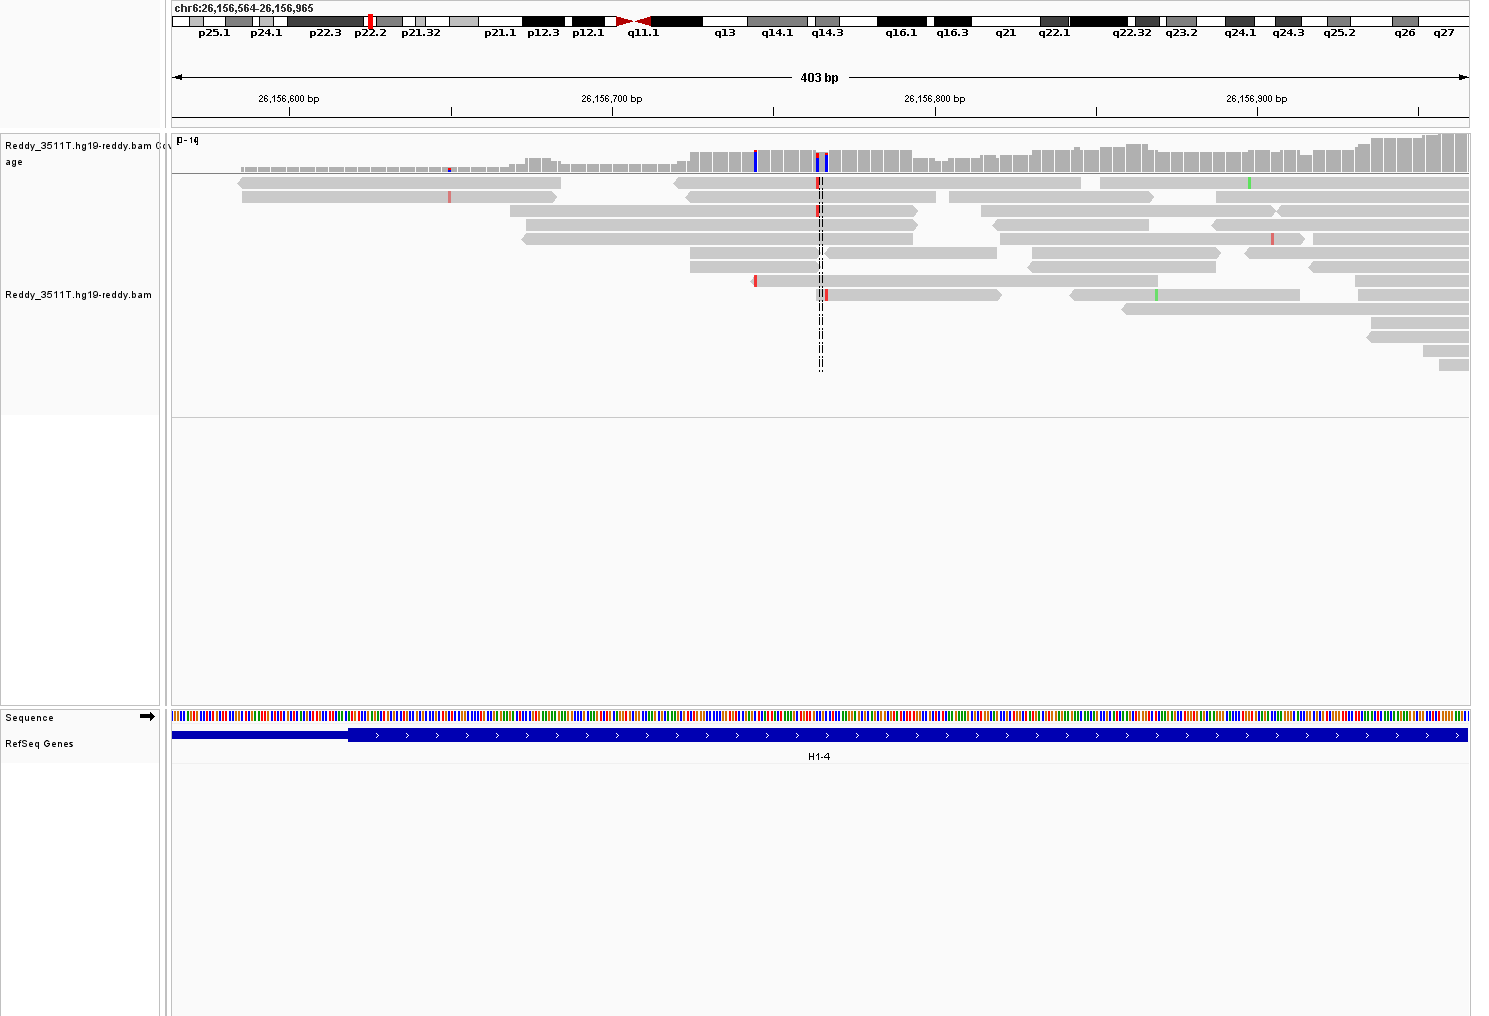 chr6:26,156,564-26,156,965
p25.1 p24.1 p22.3 p22.2 p21.32 p21.1 p12.3 p12.1 q11.1 q13 q14.1 q14.3 q16.1 q16.3 q21 q22.1 q22.32 q23.2 q24.1 q24.3 q25.2 q26 q27
403 bp
26,156,600 bp 26,156,700 bp 26,156,800 bp 26,156,900 bp
Reddy_3511T.hg19-reddy.bam Cov
age
Reddy_3511T.hg19-reddy.bam
Sequence
RefSeq Genes
H1-4